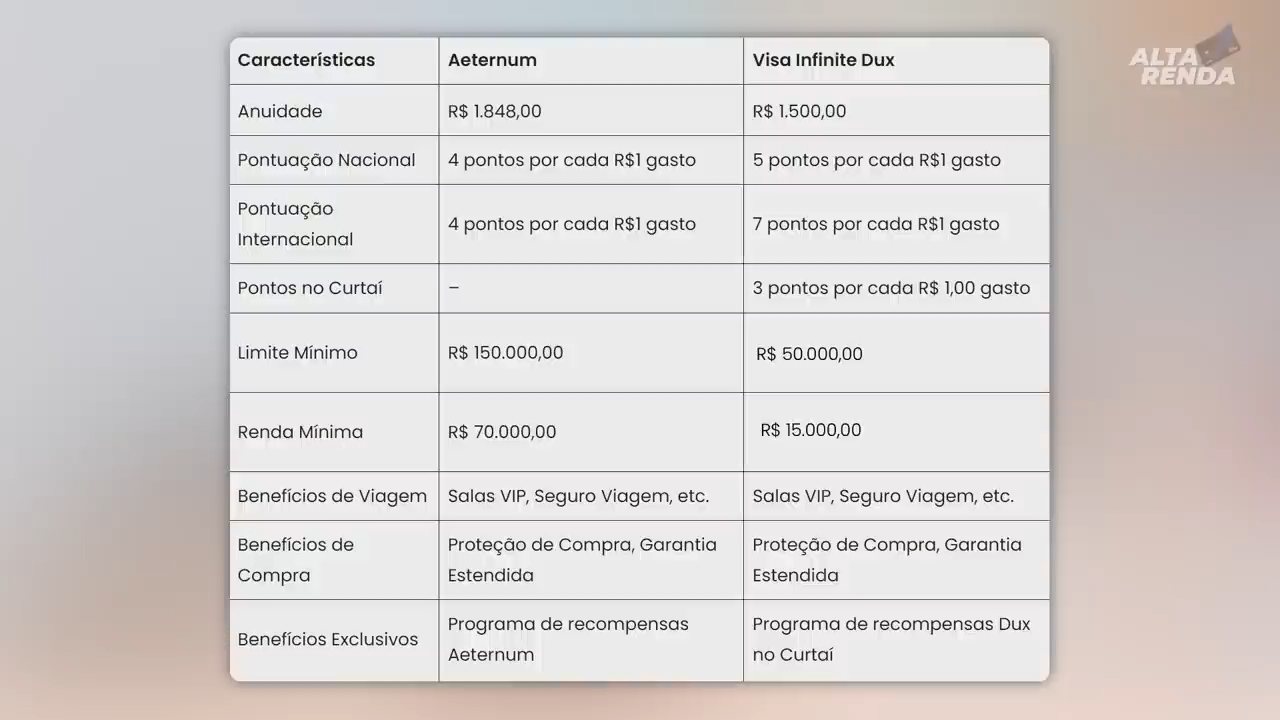 ALTA
RENDA
Características Aeternum Visa Infinite Dux
Anuidade R$ 1.848,00 R$ 1.500,00
Pontuação Nacional 4 pontos por cada R$1 gasto 5 pontos por cada R$1 gasto
Pontuação
Internacional 4 pontos por cada R$1 gasto 7 pontos por cada R$1 gasto
Pontos no Curtaí – 3 pontos por cada R$ 1,00 gasto
Limite Mínimo R$ 150.000,00 R$ 50.000,00
Renda Mínima R$ 70.000,00 R$ 15.000,00
Benefícios de Viagem Salas VIP, Seguro Viagem, etc. Salas VIP, Seguro Viagem, etc.
Benefícios de Proteção de Compra, Garantia Proteção de Compra, Garantia
Compra Estendida Estendida
Benefícios Exclusivos Programa de recompensas Programa de recompensas Dux
Aeternum no Curtaí